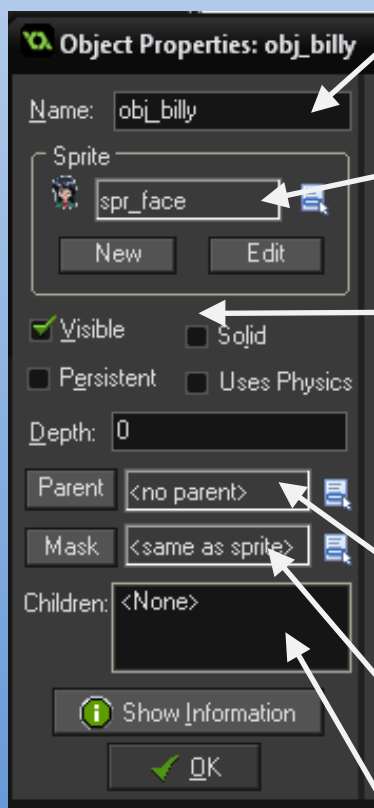 Object Properties: obj_billy
Name: obj_billy
Sprite
spr_face
New Edit
Visible Solid
Persistent Uses Physics
Depth: 0
Parent <no parent>
Mask <same as sprite>
Children: <None>
Show Information
OK